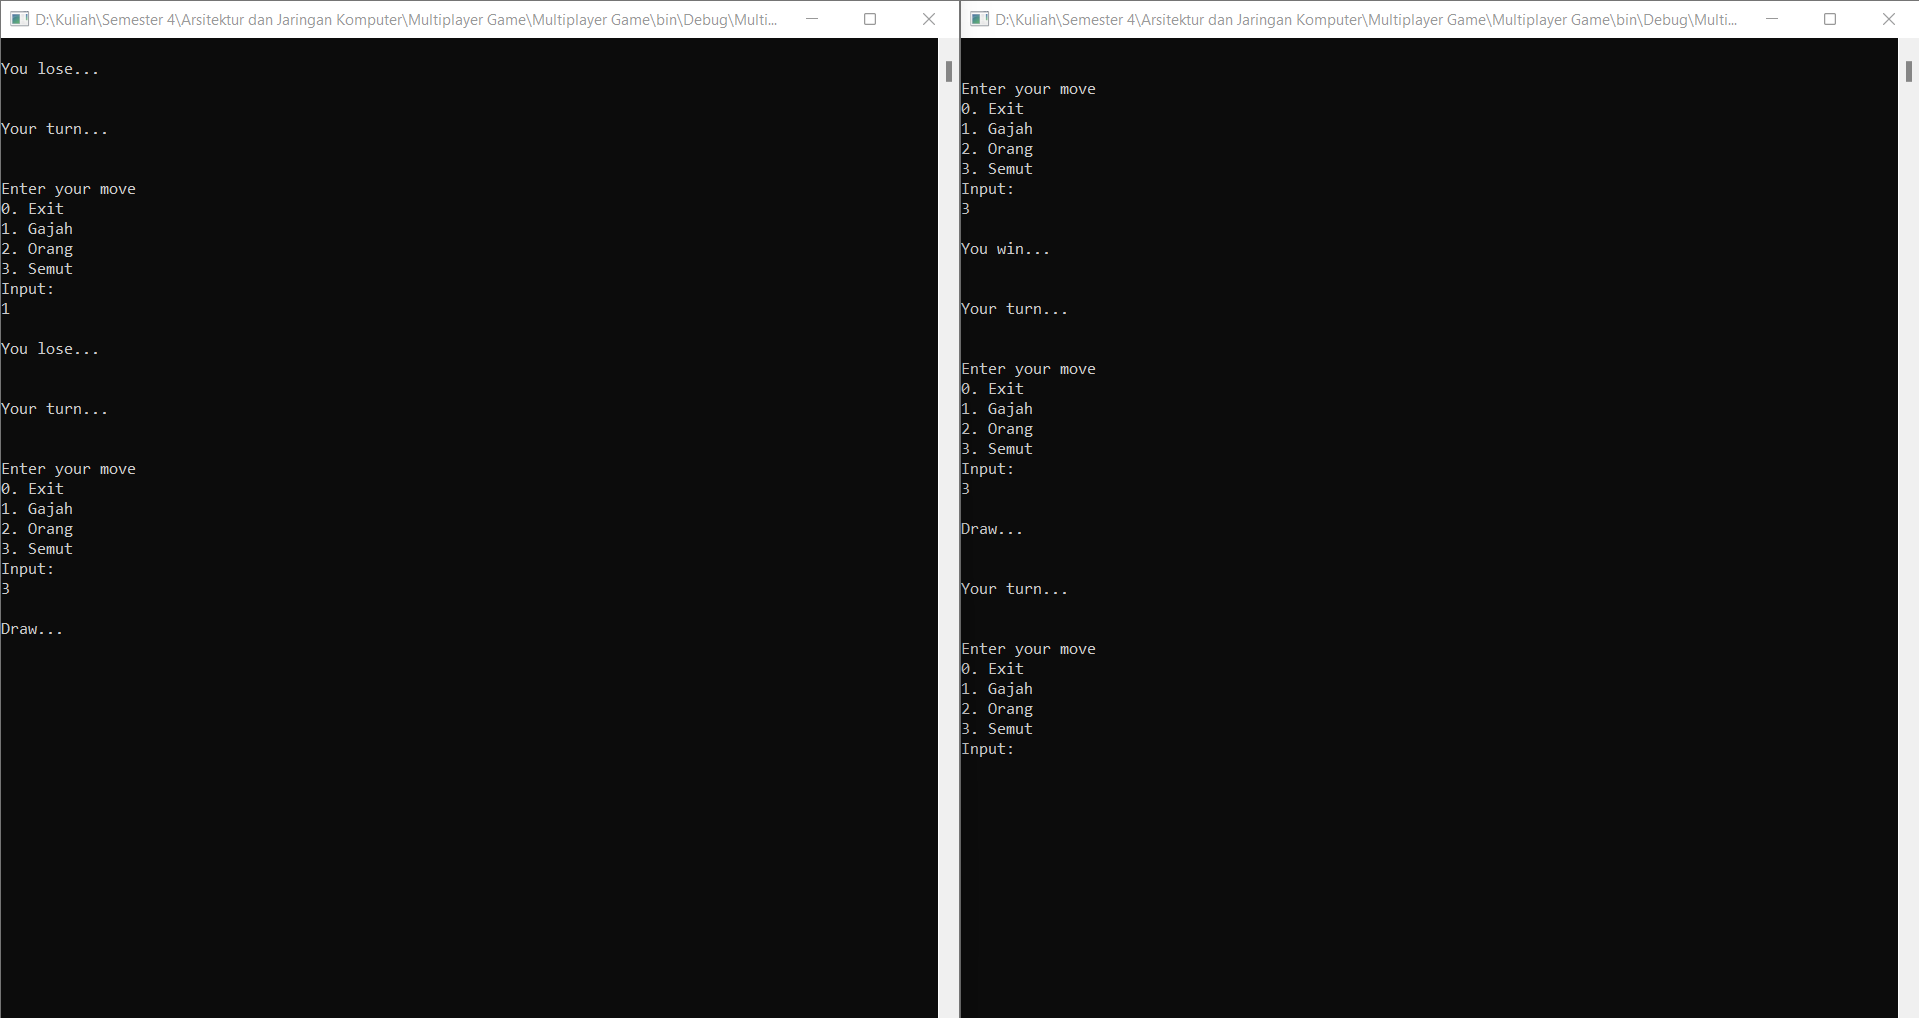 D:\Kuliah\Semester 4\Arsitektur dan Jaringan Komputer\Multiplayer Game\Multiplayer Game\bin\Debug\Multi...
You lose...
Your turn...
Enter your move
0. Exit
1. Gajah
2. Orang
3. Semut
Input:
1
You lose...
Your turn...
Enter your move
0. Exit
1. Gajah
2. Orang
3. Semut
Input:
3
Draw...
D:\Kuliah\Semester 4\Arsitektur dan Jaringan Komputer\Multiplayer Game\Multiplayer Game\bin\Debug\Multi...
Enter your move
0. Exit
1. Gajah
2. Orang
3. Semut
Input:
3
You win...
Your turn...
Enter your move
0. Exit
1. Gajah
2. Orang
3. Semut
Input:
3
Draw...
Your turn...
Enter your move
0. Exit
1. Gajah
2. Orang
3. Semut
Input: